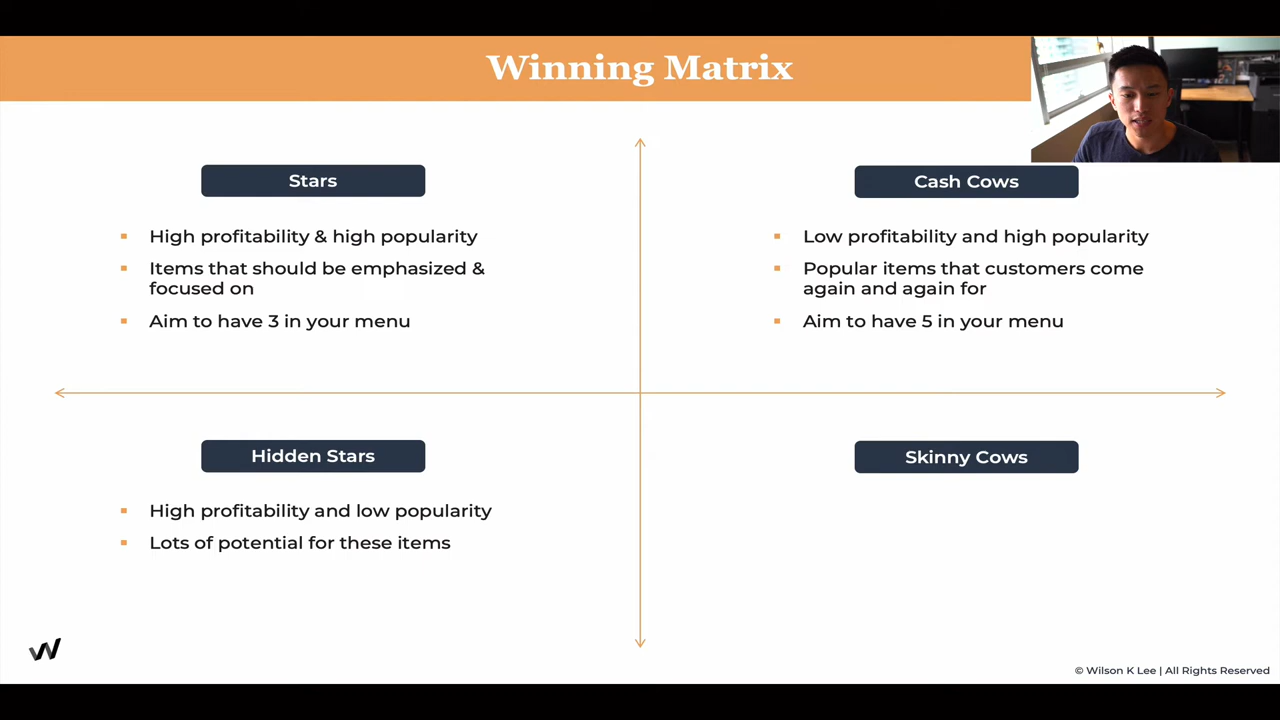 Winning Matrix
Stars
High profitability & high popularity
Items that should be emphasized &
focused on
Aim to have 3 in your menu
Cash Cows
Low profitability and high popularity
Popular items that customers come
again and again for
Aim to have 5 in your menu
Hidden Stars
High profitability and low popularity
Lots of potential for these items
Skinny Cows
© Wilson K Lee | All Rights Reserved